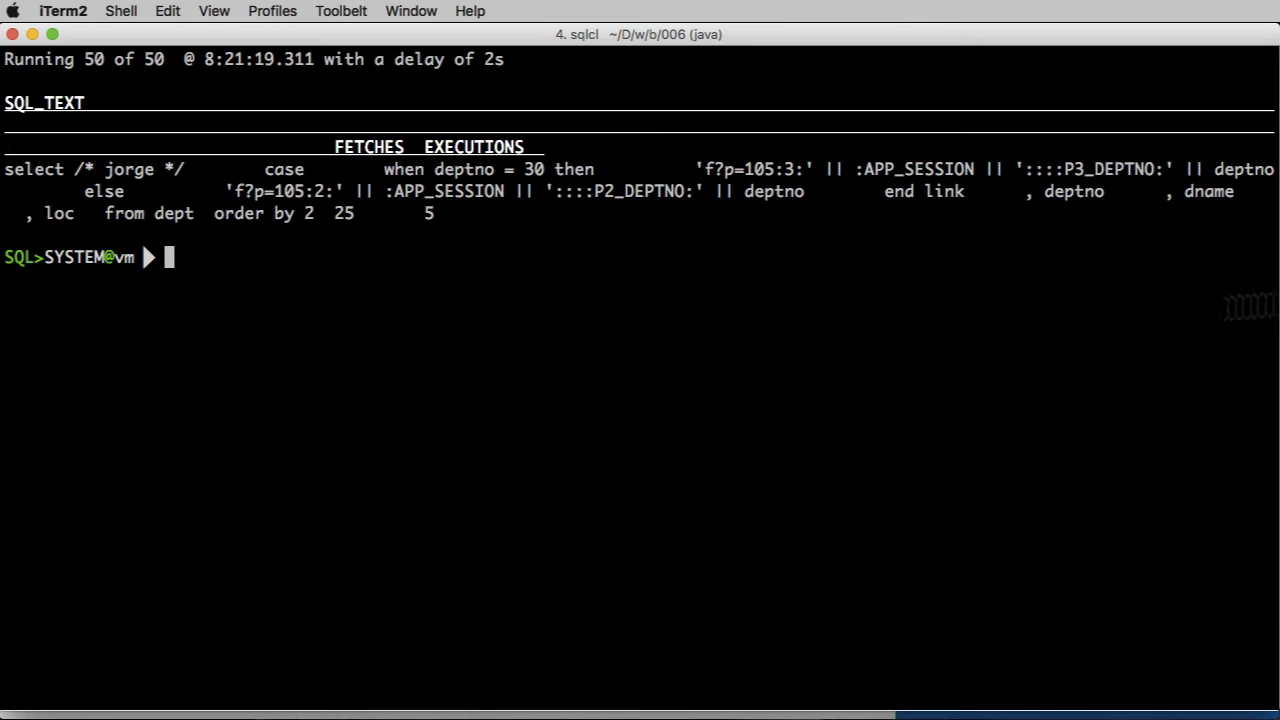 iTerm2 Shell Edit View Profiles Toolbelt Window Help
4. sqlcl ~/D/w/b/006 (java)
Running 50 of 50  @ 8:21:19.311 with a delay of 2s
SQL_TEXT
FETCHES  EXECUTIONS
select /* jorge */        case        when deptno = 30 then          'f?p=105:3:' || :APP_SESSION || '::::P3_DEPTNO:' || deptno
        else          'f?p=105:2:' || :APP_SESSION || '::::P2_DEPTNO:' || deptno        end link      , deptno      , dname
  , loc   from dept  order by 2  25       5
SQL>SYSTEM@vm